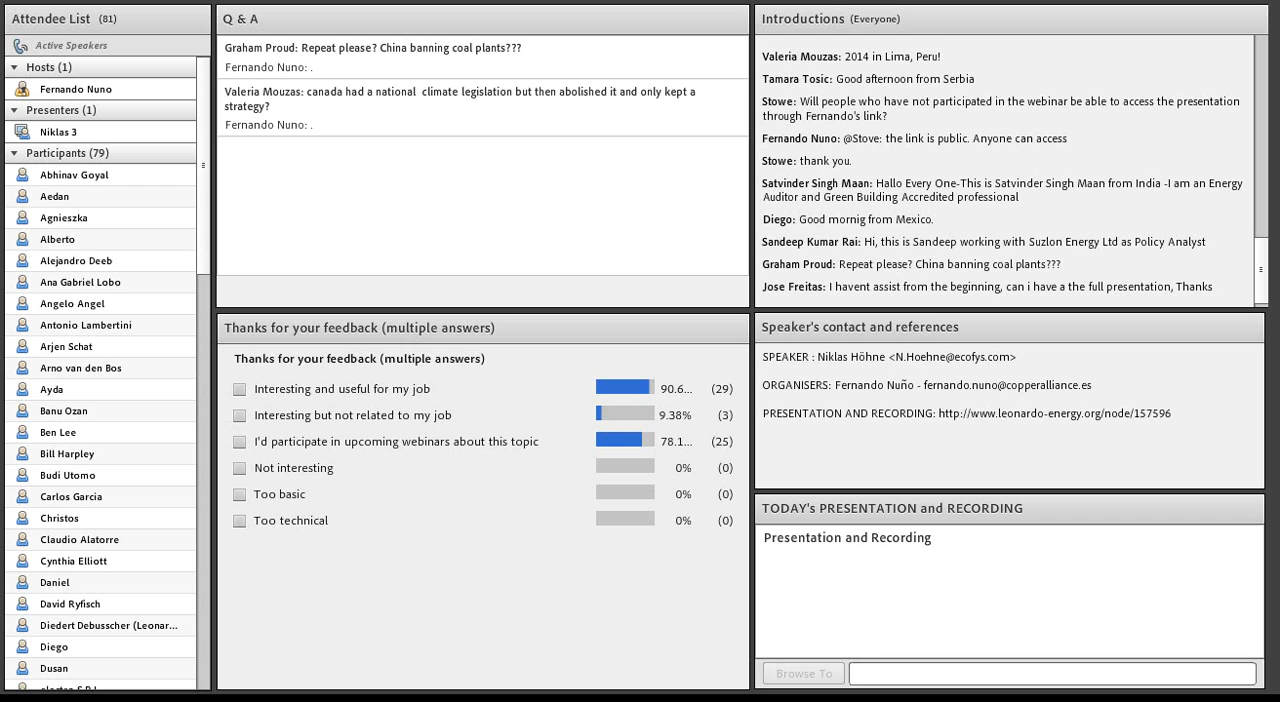 Attendee List (81)
Active Speakers
Hosts (1)
Fernando Nuno
Presenters (1)
Niklas 3
Participants (79)
Abhinav Goyal
Aedan
Agnieszka
Alberto
Alejandro Deeb
Ana Gabriel Lobo
Angelo Angel
Antonio Lambertini
Arjen Schat
Arno van den Bos
Ayda
Banu Ozan
Ben Lee
Bill Harpley
Budi Utomo
Carlos Garcia
Christos
Claudio Alatorre
Cynthia Elliott
Daniel
David Ryfisch
Diedert Debusscher (Leonar...
Diego
Dusan
Q & A
Graham Proud: Repeat please? China banning coal plants???
Fernando Nuno: .
Valeria Mouzas: canada had a national climate legislation but then abolished it and only kept a
strategy?
Fernando Nuno: .
Thanks for your feedback (multiple answers)
Thanks for your feedback (multiple answers)
Interesting and useful for my job 90.6... (29)
Interesting but not related to my job 9.38% (3)
I'd participate in upcoming webinars about this topic 78.1... (25)
Not interesting 0% (0)
Too basic 0% (0)
Too technical 0% (0)
Introductions (Everyone)
Valeria Mouzas: 2014 in Lima, Peru!
Tamara Tosic: Good afternoon from Serbia
Stowe: Will people who have not participated in the webinar be able to access the presentation
through Fernando's link?
Fernando Nuno: @Stove: the link is public. Anyone can access
Stowe: thank you.
Satvinder Singh Maan: Hallo Every One-This is Satvinder Singh Maan from India -I am an Energy
Auditor and Green Building Accredited professional
Diego: Good mornig from Mexico.
Sandeep Kumar Rai: Hi, this is Sandeep working with Suzlon Energy Ltd as Policy Analyst
Graham Proud: Repeat please? China banning coal plants???
Jose Freitas: I havent assist from the beginning, can i have a the full presentation, Thanks
Speaker's contact and references
SPEAKER : Niklas Höhne <N.Hoehne@ecofys.com>
ORGANISERS: Fernando Nuño - fernando.nuno@copperalliance.es
PRESENTATION AND RECORDING: http://www.leonardo-energy.org/node/157596
TODAY's PRESENTATION and RECORDING
Presentation and Recording
Browse To